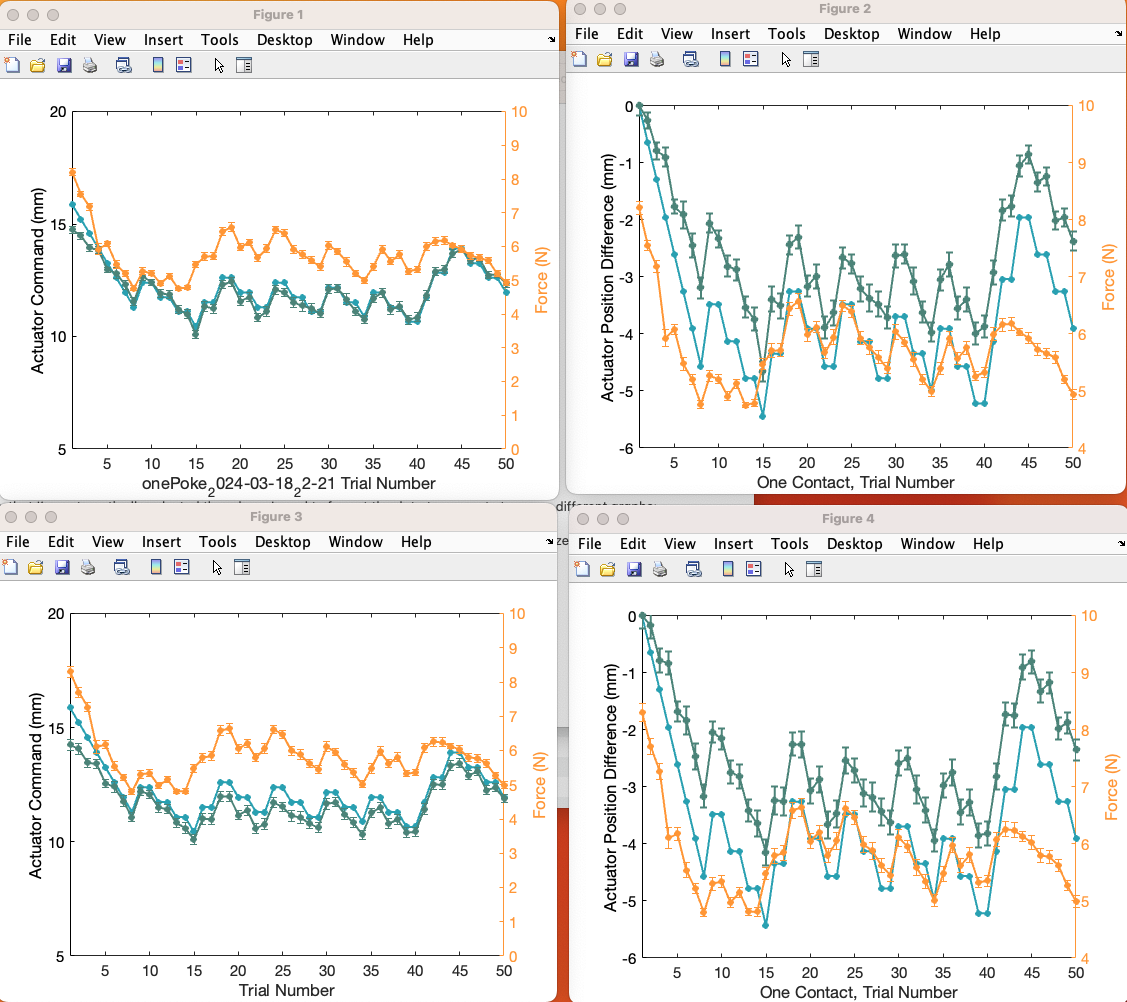 Figure 1
File Edit View Insert Tools Desktop Window Help
20
15
10
5
Actuator Command (mm)
10
9
8
7
6
5
4
3
2
1
0
Force (N)
5 10 15 20 25 30 35 40 45 50
onePoke2024-03-1822-21 Trial Number
Figure 2
File Edit View Insert Tools Desktop Window Help
0
-1
-2
-3
-4
-5
-6
Actuator Position Difference (mm)
10
9
8
7
6
5
4
Force (N)
5 10 15 20 25 30 35 40 45 50
One Contact, Trial Number
different graphs:
ze
Figure 3
File Edit View Insert Tools Desktop Window Help
20
15
10
5
Actuator Command (mm)
10
9
8
7
6
5
4
3
2
1
0
Force (N)
5 10 15 20 25 30 35 40 45 50
Trial Number
Figure 4
File Edit View Insert Tools Desktop Window Help
0
-1
-2
-3
-4
-5
-6
Actuator Position Difference (mm)
10
9
8
7
6
5
4
Force (N)
5 10 15 20 25 30 35 40 45 50
One Contact, Trial Number